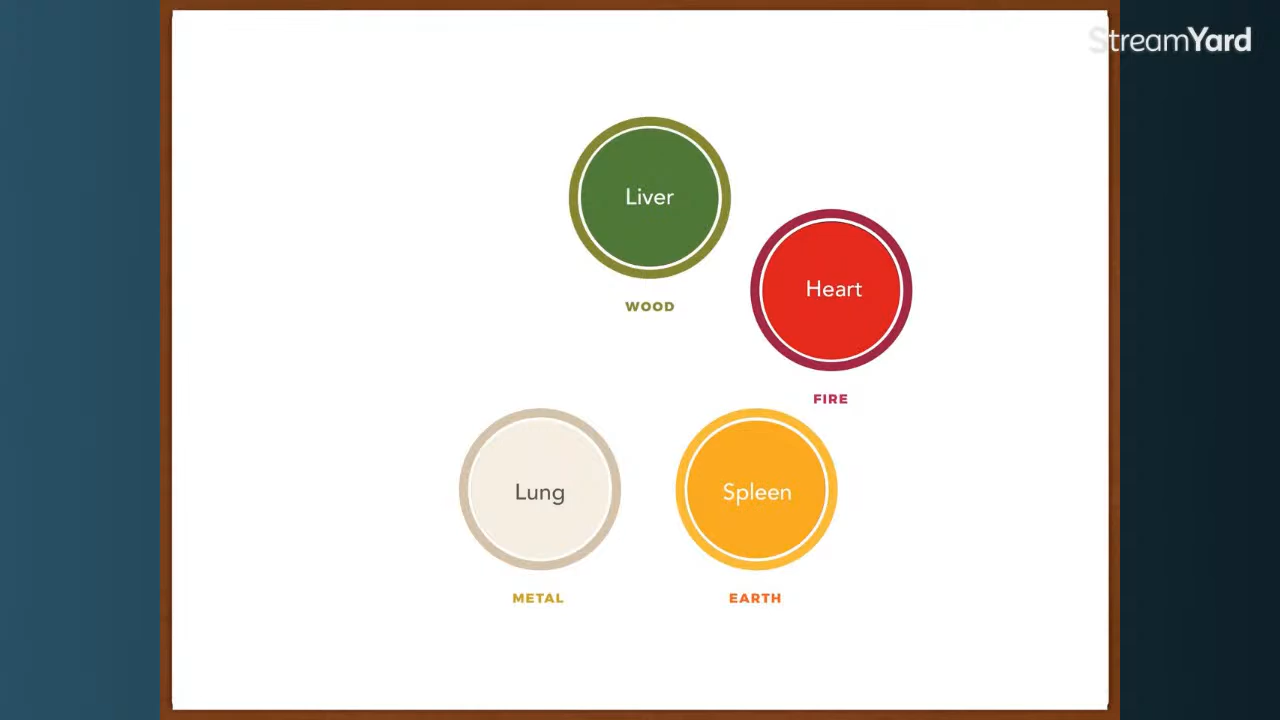 StreamYard
Liver
WOOD
Heart
FIRE
Lung
METAL
Spleen
EARTH